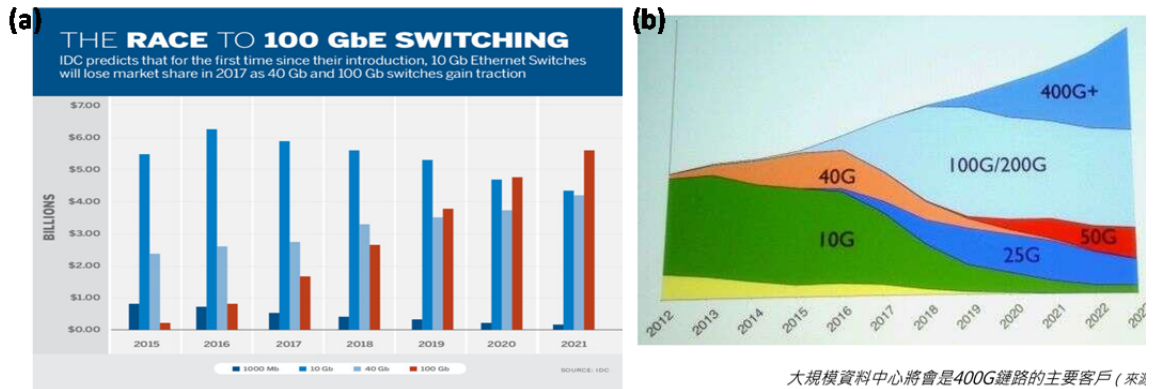 (a)
THE RACE TO 100 GbE SWITCHING
IDC predicts that for the first time since their introduction, 10 Gb Ethernet Switches
will lose market share in 2017 as 40 Gb and 100 Gb switches gain traction
$7.00
$6.00
$5.00
$4.00
$3.00
$2.00
$1.00
$0.00
BILLIONS
2015 2016 2017 2018 2019 2020 2021
1000 Mb 10 Gb 40 Gb 100 Gb
SOURCE: IDC
(b)
400G+
100G/200G
40G
10G
50G
25G
2012 2013 2014 2015 2016 2017 2018 2019 2020 2021 2022
大規模資料中心將會是400G鏈路的主要客戶 ( 來